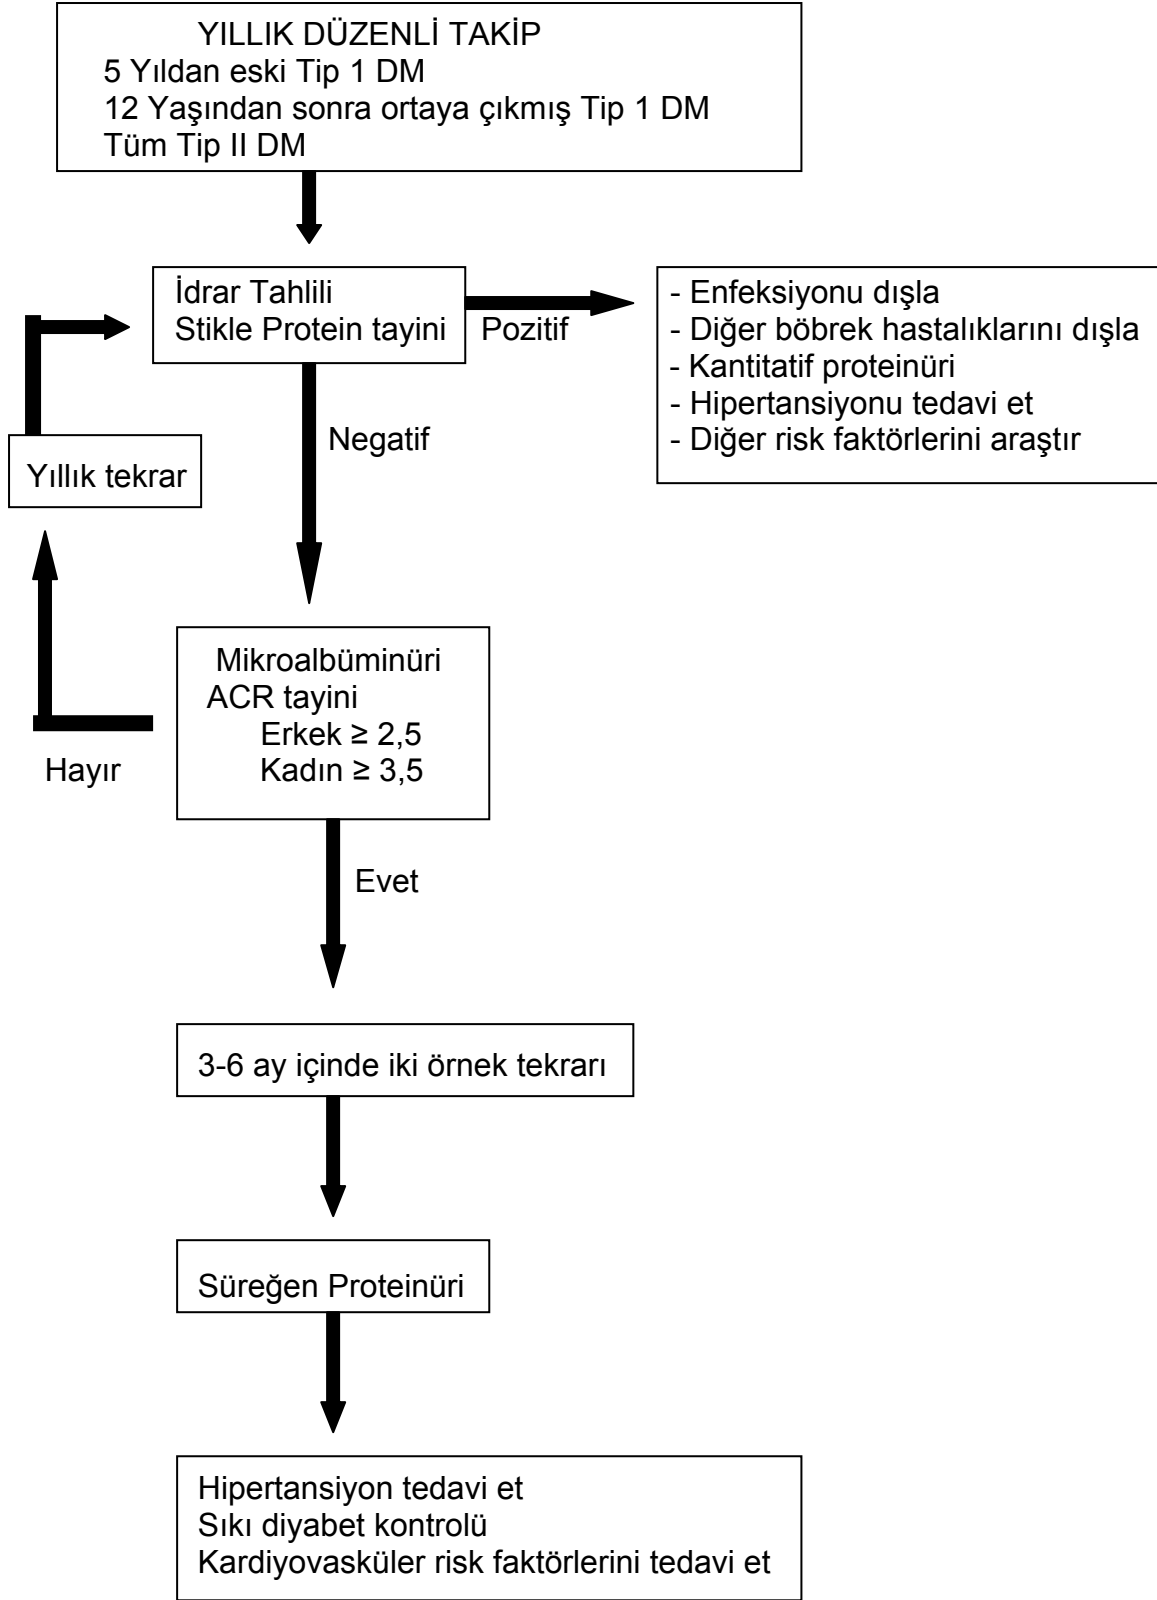 YILLIK DÜZENLİ TAKİP
5 Yıldan eski Tip 1 DM
12 Yaşından sonra ortaya çıkmış Tip 1 DM
Tüm Tip II DM
İdrar Tahlili
Stikle Protein tayini
Pozitif
- Enfeksiyonu dışla
- Diğer böbrek hastalıklarını dışla
- Kantitatif proteinüri
- Hipertansiyonu tedavi et
- Diğer risk faktörlerini araştır
Negatif
Yıllık tekrar
Mikroalbüminüri
ACR tayini
Erkek ≥ 2,5
Kadın ≥ 3,5
Hayır
Evet
3-6 ay içinde iki örnek tekrarı
Süreğen Proteinüri
Hipertansiyon tedavi et
Sıkı diyabet kontrolü
Kardiyovasküler risk faktörlerini tedavi et